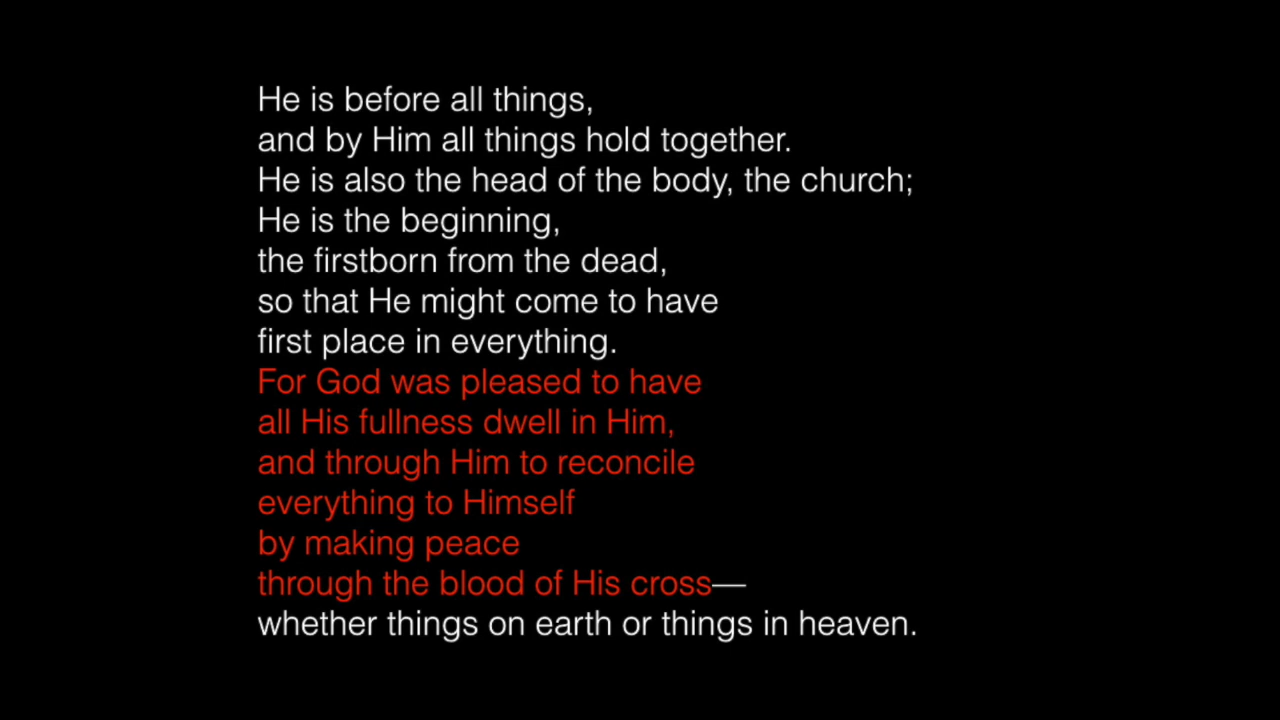 He is before all things,
and by Him all things hold together.
He is also the head of the body, the church;
He is the beginning,
the firstborn from the dead,
so that He might come to have
first place in everything.
For God was pleased to have
all His fullness dwell in Him,
and through Him to reconcile
everything to Himself
by making peace
through the blood of His cross—
whether things on earth or things in heaven.